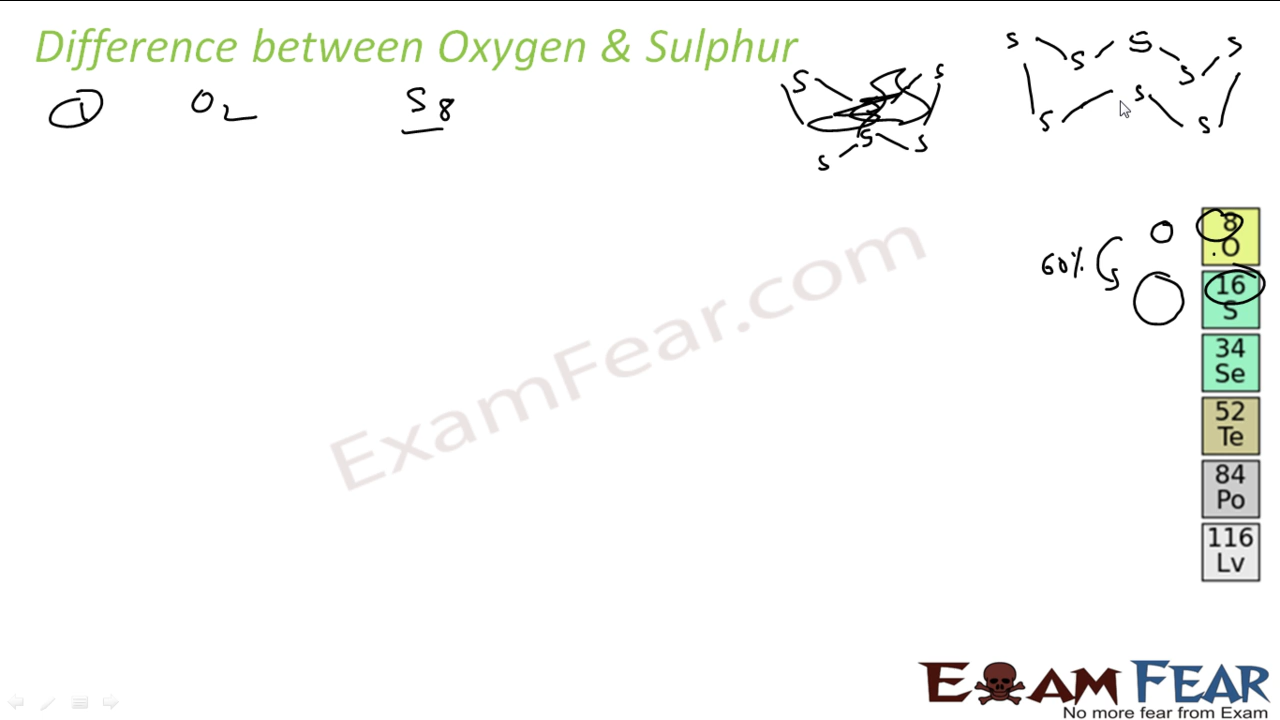 Difference between Oxygen & Sulphur
① O2 S8
S S S S S
S S S
S S
S S S
60%
8
O
16
S
34
Se
52
Te
84
Po
116
Lv
ExamFear.com
EXAM FEAR
No more fear from Exam